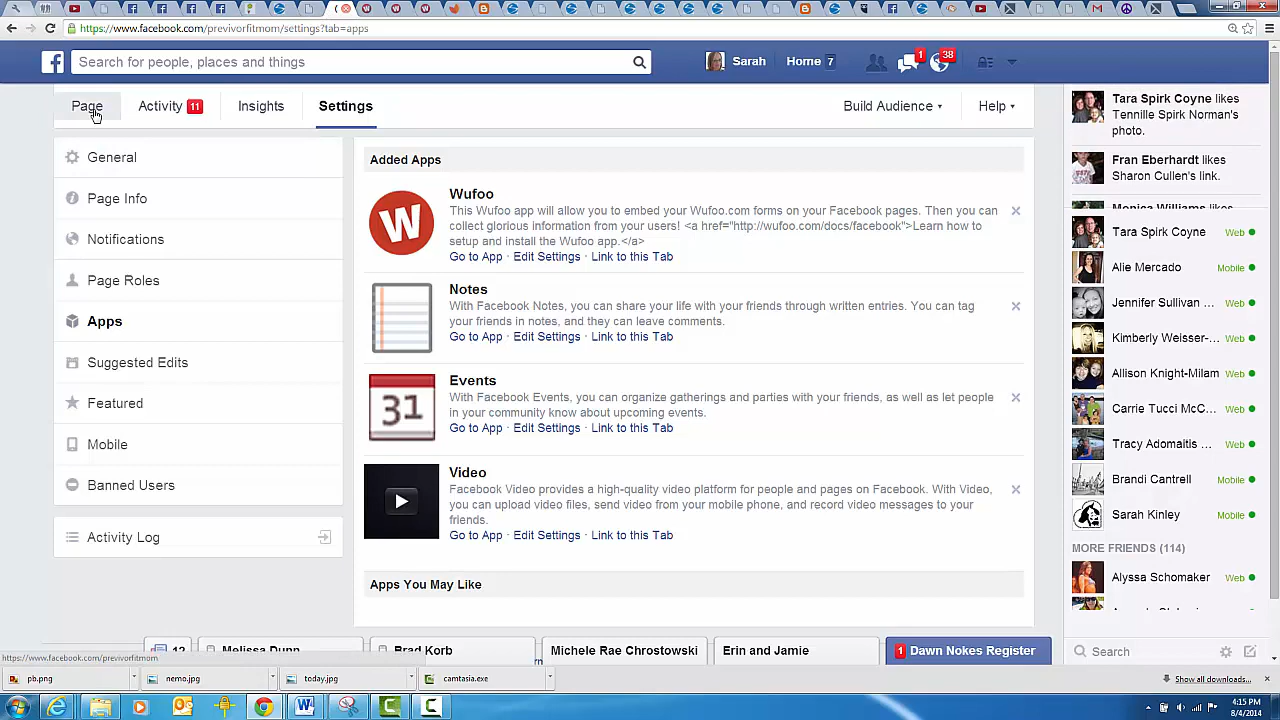 https://www.facebook.com/previvorfitmom/settings?tab=apps
Search for people, places and things
Sarah
Home 7
1
38
Page
Activity 11
Insights
Settings
Build Audience
Help
General
Page Info
Notifications
Page Roles
Apps
Suggested Edits
Featured
Mobile
Banned Users
Activity Log
Added Apps
W
Wufoo
This Wufoo app will allow you to embed your Wufoo.com forms on your Facebook pages. Then you can
collect glorious information from your users! <a href="http://wufoo.com/docs/facebook">Learn how to
setup and install the Wufoo app.</a>
Go to App · Edit Settings · Link to this Tab
Notes
With Facebook Notes, you can share your life with your friends through written entries. You can tag
your friends in notes, and they can leave comments.
Go to App · Edit Settings · Link to this Tab
31
Events
With Facebook Events, you can organize gatherings and parties with your friends, as well as let people
in your community know about upcoming events.
Go to App · Edit Settings · Link to this Tab
Video
Facebook Video provides a high-quality video platform for people and pages on Facebook. With Video,
you can upload video files, send video from your mobile phone, and record video messages to your
friends.
Go to App · Edit Settings · Link to this Tab
Apps You May Like
Tara Spirk Coyne likes
Tennille Spirk Norman's
photo.
Fran Eberhardt likes
Sharon Cullen's link.
Monica Williams likes
Tara Spirk Coyne Web
Alie Mercado Mobile
Jennifer Sullivan ... Web
Kimberly Weisser-... Web
Allison Knight-Milam Web
Carrie Tucci McC... Web
Tracy Adomaitis ... Web
Brandi Cantrell Web
Sarah Kinley Mobile
MORE FRIENDS (114)
Alyssa Schomaker Web
Search
12
Melissa Dunn
Brad Korb
Michele Rae Chrostowski
Erin and Jamie
1 Dawn Nokes Register
https://www.facebook.com/previvorfitmom
pb.png
nemo.jpg
today.jpg
camtasia.exe
Show all downloads...
4:15 PM
8/4/2014